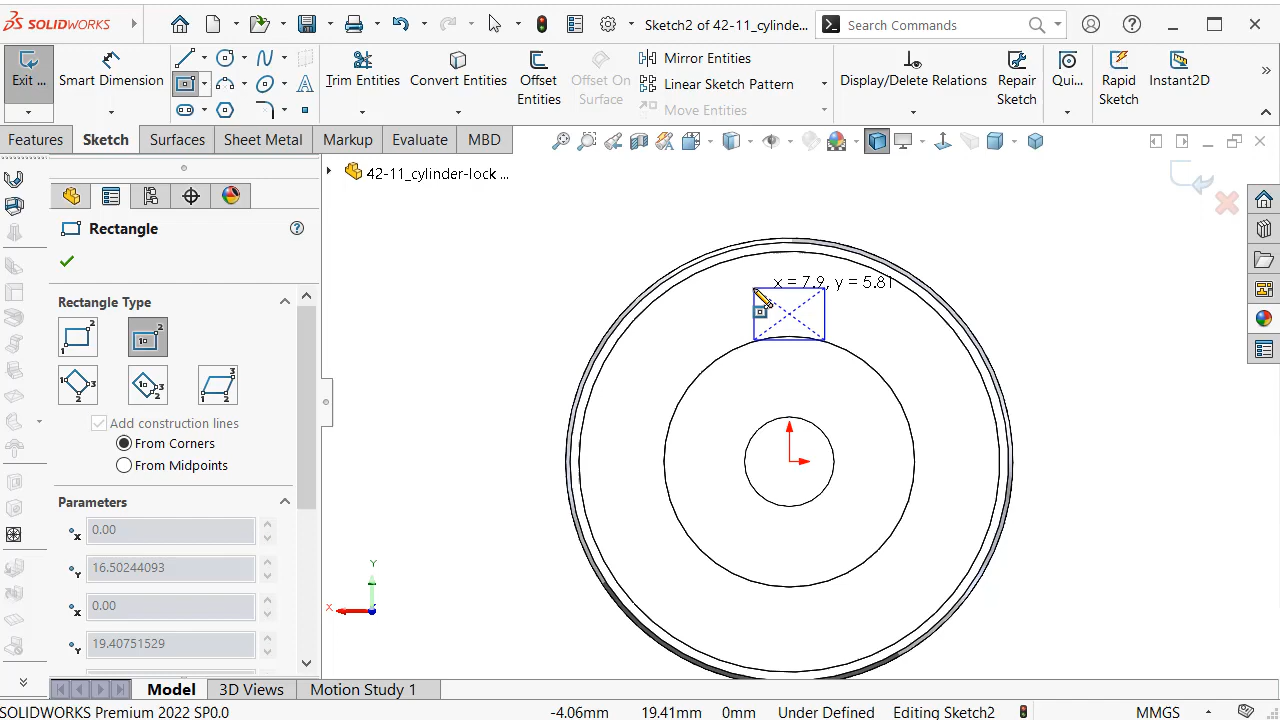 SOLIDWORKS
Sketch2 of 42-11_cylinde...
Search Commands
Exit ...
Smart Dimension
Trim Entities
Convert Entities
Offset Entities
Offset On Surface
Mirror Entities
Linear Sketch Pattern
Move Entities
Display/Delete Relations
Repair Sketch
Qui...
Rapid Sketch
Instant2D
Features
Sketch
Surfaces
Sheet Metal
Markup
Evaluate
MBD
42-11_cylinder-lock ...
Rectangle
Rectangle Type
Add construction lines
From Corners
From Midpoints
Parameters
0.00
16.50244093
0.00
19.40751529
x = 7.9, y = 5.81
Y
X
Model
3D Views
Motion Study 1
SOLIDWORKS Premium 2022 SP0.0
-4.06mm
19.41mm
0mm
Under Defined
Editing Sketch2
MMGS